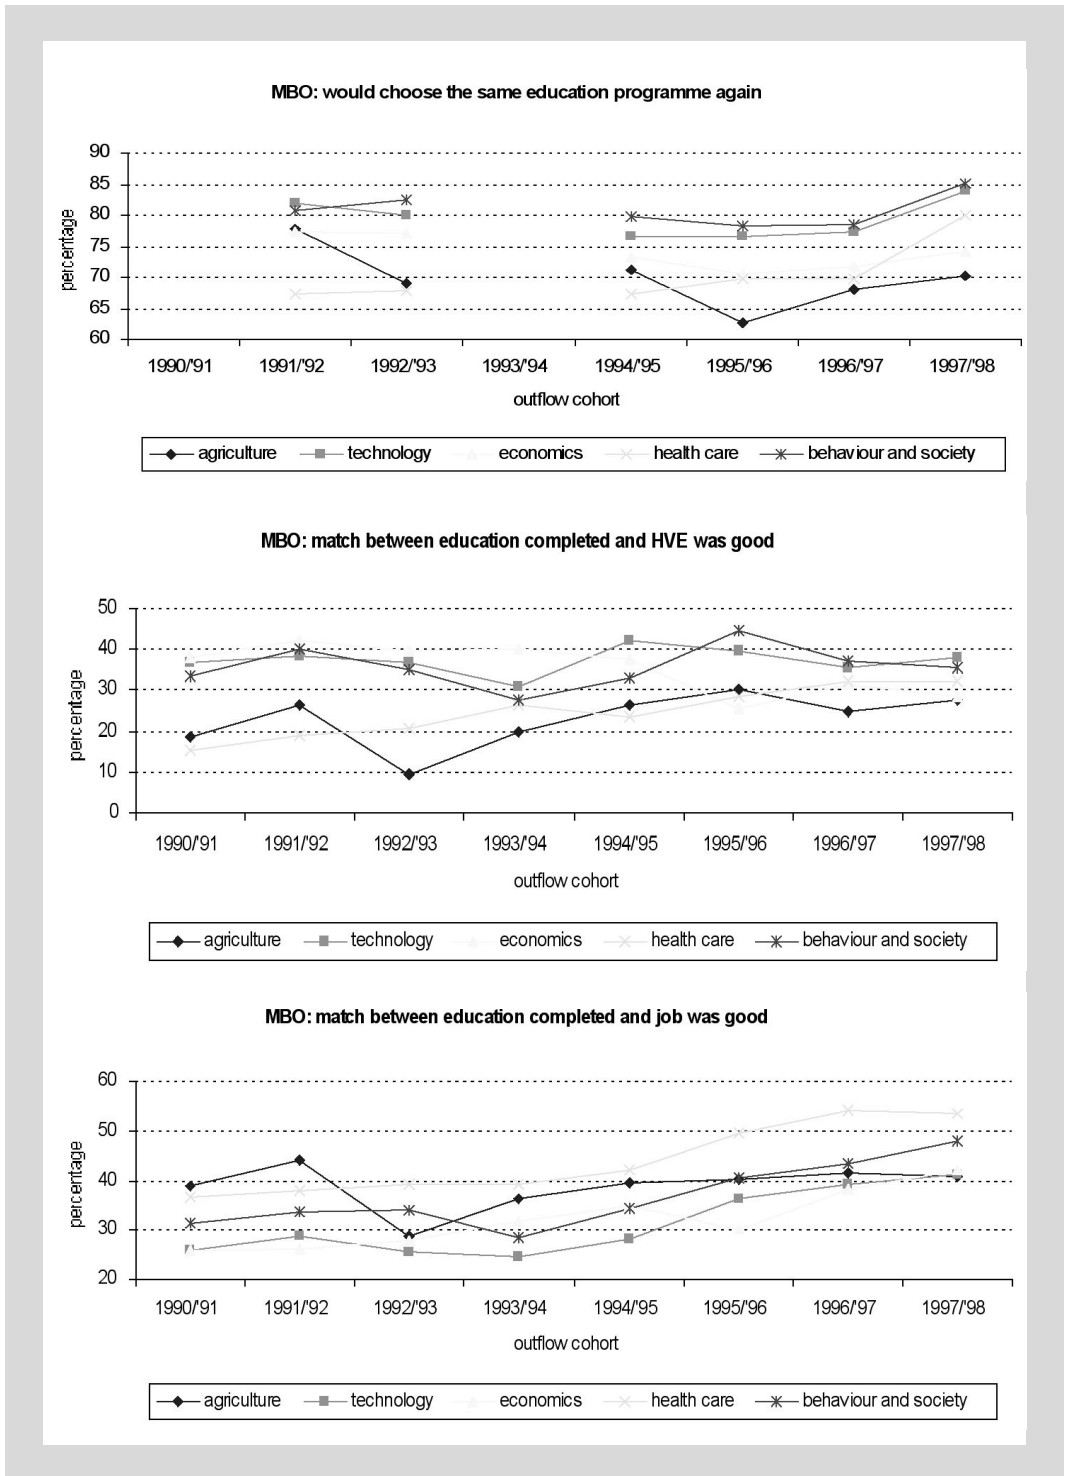 MBO: would choose the same education programme again
90
85
80
75
70
65
60
percentage
1990/'91 1991/'92 1992/'93 1993/'94 1994/'95 1995/'96 1996/'97 1997/'98
outflow cohort
agriculture technology economics health care behaviour and society
MBO: match between education completed and HVE was good
50
40
30
20
10
0
percentage
1990/'91 1991/'92 1992/'93 1993/'94 1994/'95 1995/'96 1996/'97 1997/'98
outflow cohort
agriculture technology economics health care behaviour and society
MBO: match between education completed and job was good
60
50
40
30
20
percentage
1990/'91 1991/'92 1992/'93 1993/'94 1994/'95 1995/'96 1996/'97 1997/'98
outflow cohort
agriculture technology economics health care behaviour and society